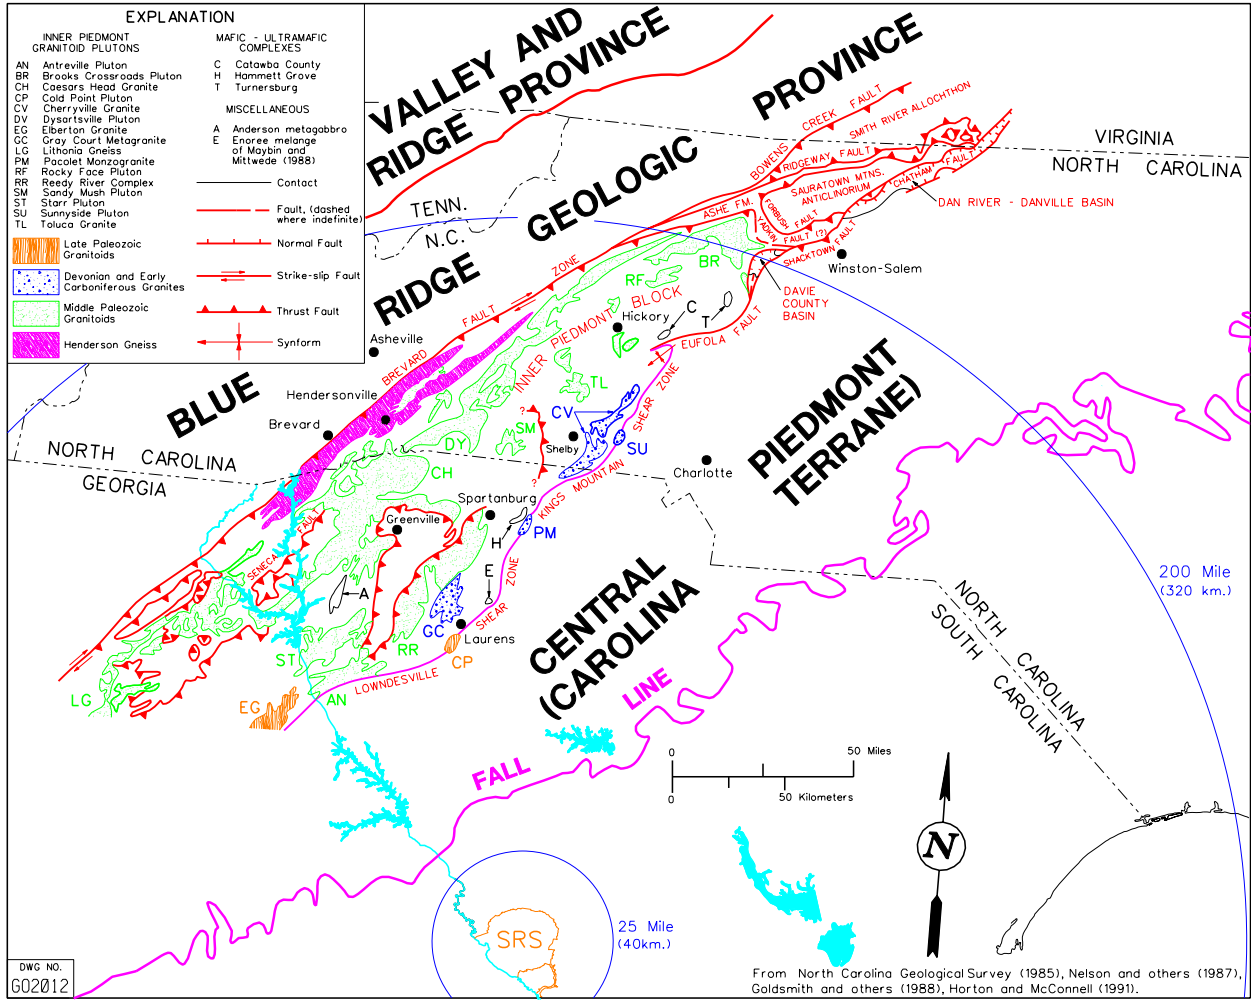 EXPLANATION
INNER PIEDMONT
GRANITOID PLUTONS
AN Antreville Pluton
BR Brooks Crossroads Pluton
CH Caesars Head Granite
CP Cold Point Pluton
CV Cherryville Granite
DV Dysartsville Pluton
EG Elberton Granite
GC Gray Court Metagranite
LG Lithonia Gneiss
PM Pacolet Monzogranite
RF Rocky Face Pluton
RR Reedy River Complex
SM Sandy Mush Pluton
ST Starr Pluton
SU Sunnyside Pluton
TL Toluca Granite
Late Paleozoic
Granitoids
Devonian and Early
Carboniferous Granites
Middle Paleozoic
Granitoids
Henderson Gneiss
MAFIC - ULTRAMAFIC
COMPLEXES
C Catawba County
H Hammett Grove
T Turnersburg
MISCELLANEOUS
A Anderson metagabbro
E Enoree melange
of Maybin and
Mittwede (1988)
Contact
Fault, (dashed
where indefinite)
Normal Fault
Strike-slip Fault
Thrust Fault
Synform
VALLEY AND
RIDGE PROVINCE
BLUE RIDGE GEOLOGIC PROVINCE
VIRGINIA
NORTH CAROLINA
TENN.
N.C.
BOWENS CREEK FAULT
SMITH RIVER ALLOCHTHON
RIDGEWAY FAULT
SAURATOWN MTNS.
ANTICLINORIUM
"CHATHAM" FAULT
DAN RIVER - DANVILLE BASIN
ASHE FM.
FORBUSH FAULT
YADKIN FAULT (?)
SHACKTOWN FAULT
Winston-Salem
DAVIE
COUNTY
BASIN
BREVARD FAULT ZONE
BR
RF
INNER PIEDMONT BLOCK
Hickory
C
T
EUFOLA FAULT
Asheville
Hendersonville
Brevard
TL
CV
?
SM
Shelby
SU
DY
?
KINGS MOUNTAIN SHEAR ZONE
Charlotte
PIEDMONT
TERRANE)
NORTH CAROLINA
GEORGIA
CH
Spartanburg
Greenville
H
PM
SENECA FAULT
E
A
GC
Laurens
SHEAR ZONE
RR
CP
ST
LOWNDESVILLE
AN
LG
EG
CENTRAL
(CAROLINA
200 Mile
(320 km.)
NORTH CAROLINA
SOUTH CAROLINA
FALL LINE
0 50 Miles
0 50 Kilometers
N
25 Mile
(40km.)
SRS
DWG NO.
G02012
From North Carolina Geological Survey (1985), Nelson and others (1987),
Goldsmith and others (1988), Horton and McConnell (1991).